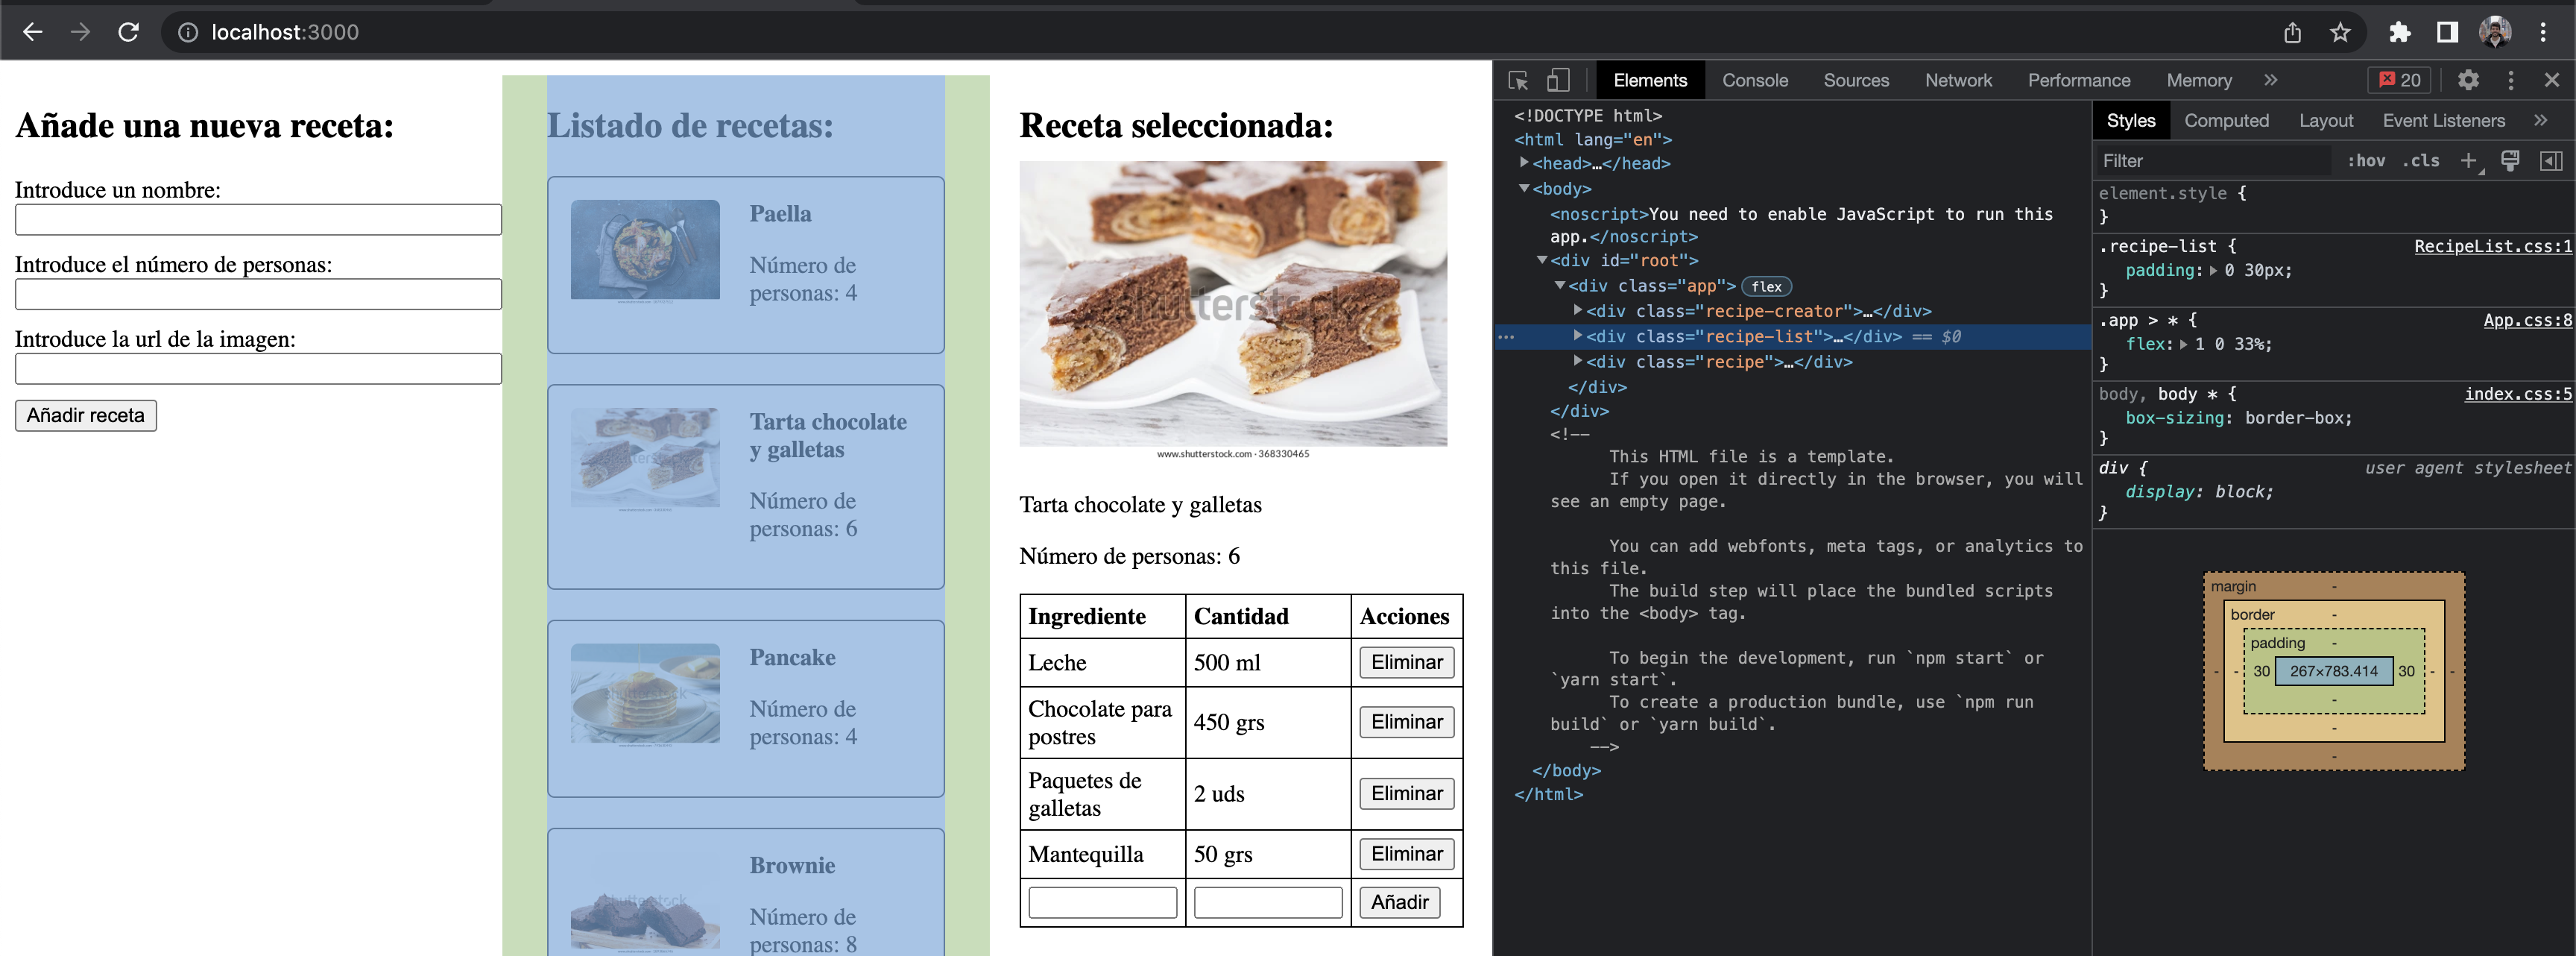 localhost:3000
Añade una nueva receta:
Introduce un nombre:
Introduce el número de personas:
Introduce la url de la imagen:
Añadir receta
Listado de recetas:
Paella
Número de
personas: 4
Tarta chocolate
y galletas
Número de
personas: 6
Pancake
Número de
personas: 4
Brownie
Número de
personas: 8
Receta seleccionada:
shutterstock
www.shutterstock.com · 368330465
Tarta chocolate y galletas
Número de personas: 6
Ingrediente Cantidad Acciones
Leche 500 ml Eliminar
Chocolate para
postres 450 grs Eliminar
Paquetes de
galletas 2 uds Eliminar
Mantequilla 50 grs Eliminar
Añadir
Elements Console Sources Network Performance Memory » 20
<!DOCTYPE html>
<html lang="en">
<head>…</head>
<body>
<noscript>You need to enable JavaScript to run this
app.</noscript>
<div id="root">
<div class="app"> flex
<div class="recipe-creator">…</div>
<div class="recipe-list">…</div> == $0
<div class="recipe">…</div>
</div>
</div>
<!--
This HTML file is a template.
If you open it directly in the browser, you will
see an empty page.
You can add webfonts, meta tags, or analytics to
this file.
The build step will place the bundled scripts
into the <body> tag.
To begin the development, run `npm start` or
`yarn start`.
To create a production bundle, use `npm run
build` or `yarn build`.
-->
</body>
</html>
Styles Computed Layout Event Listeners »
Filter :hov .cls +
element.style {
}
.recipe-list { RecipeList.css:1
padding: 0 30px;
}
.app > * { App.css:8
flex: 1 0 33%;
}
body, body * { index.css:5
box-sizing: border-box;
}
div { user agent stylesheet
display: block;
}
margin -
border -
padding -
- - 30 267×783.414 30 - -
-
-
-